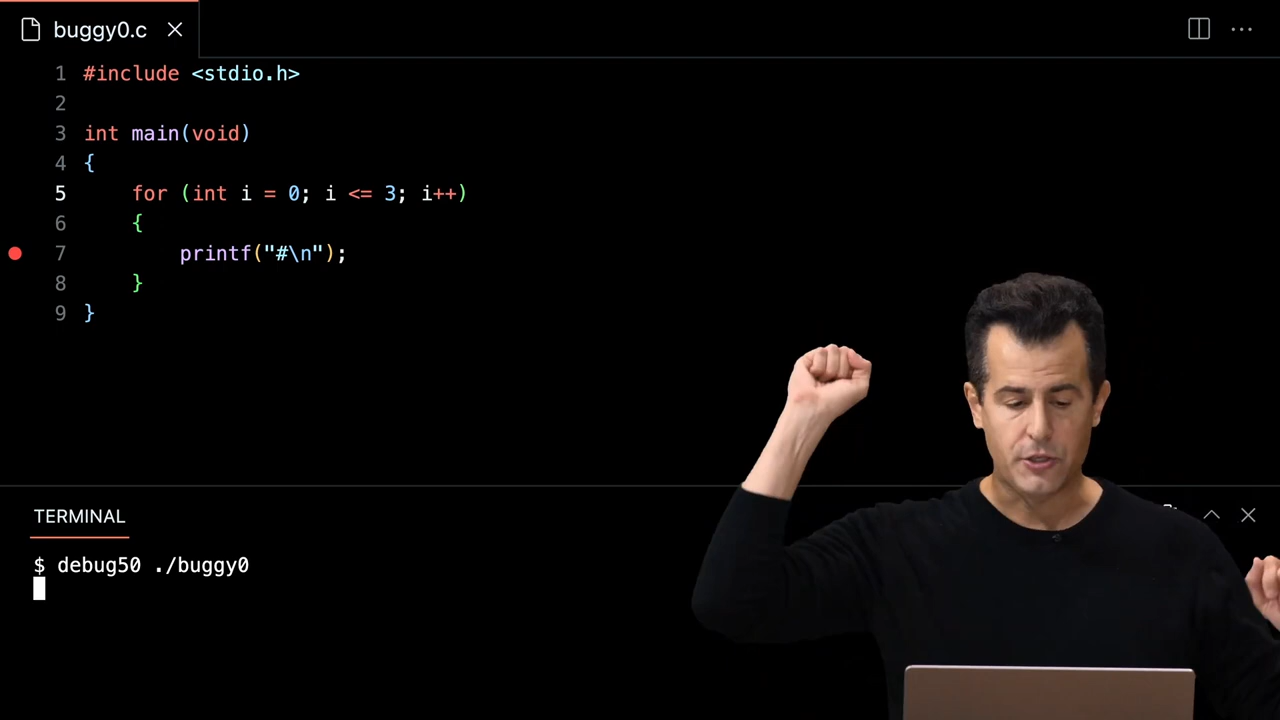 buggy0.c
1 #include <stdio.h>
2
3 int main(void)
4 {
5     for (int i = 0; i <= 3; i++)
6     {
7         printf("#\n");
8     }
9 }
TERMINAL
$ debug50 ./buggy0